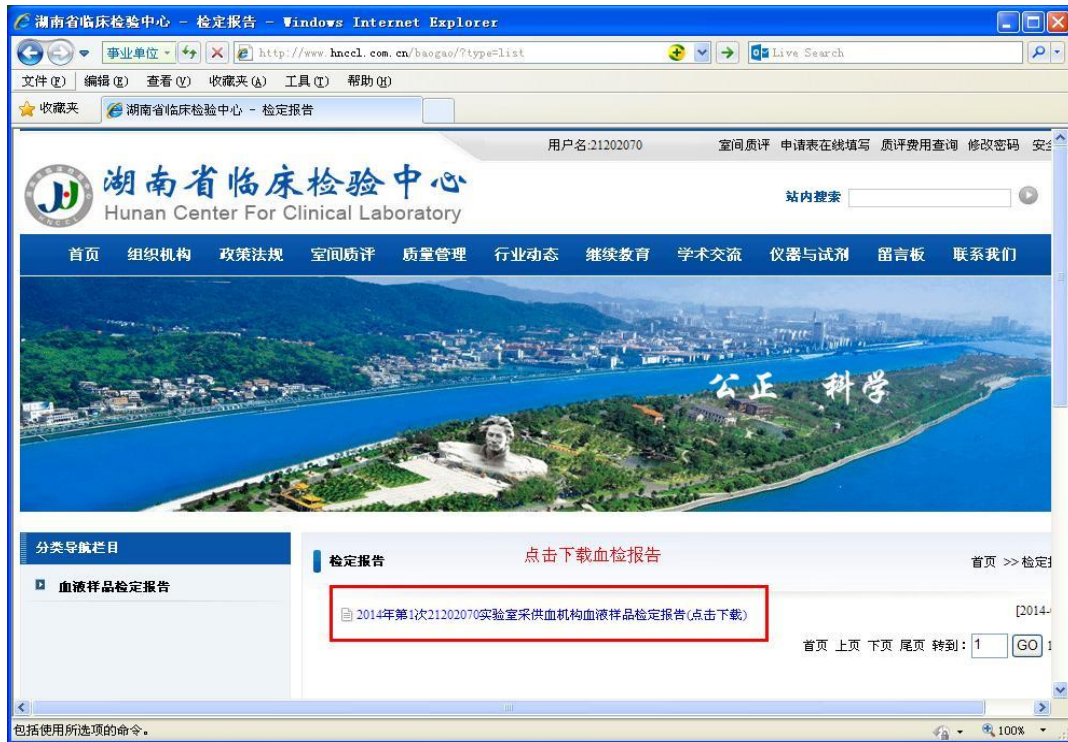 湖南省临床检验中心 - 检定报告 - Windows Internet Explorer
事业单位 http://www.hnccl.com.cn/baogao/?type=list Live Search
文件(F) 编辑(E) 查看(V) 收藏夹(A) 工具(T) 帮助(H)
收藏夹 湖南省临床检验中心 - 检定报告
用户名:21202070 室间质评 申请表在线填写 质评费用查询 修改密码
湖南省临床检验中心
Hunan Center For Clinical Laboratory
HNCCL
站内搜索
首页 组织机构 政策法规 室间质评 质量管理 行业动态 继续教育 学术交流 仪器与试剂 留言板 联系我们
公正 科学
分类导航栏目
血液样品检定报告
检定报告 点击下载血检报告 首页 >> 检定
2014年第1次21202070实验室采供血机构血液样品检定报告(点击下载) [2014-
首页 上页 下页 尾页 转到: 1 GO
包括使用所选项的命令。 100%